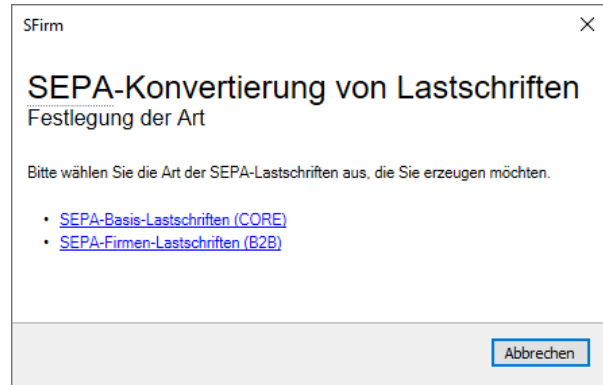 SFirm
SEPA-Konvertierung von Lastschriften
Festlegung der Art
Bitte wählen Sie die Art der SEPA-Lastschriften aus, die Sie erzeugen möchten.
• SEPA-Basis-Lastschriften (CORE)
• SEPA-Firmen-Lastschriften (B2B)
Abbrechen